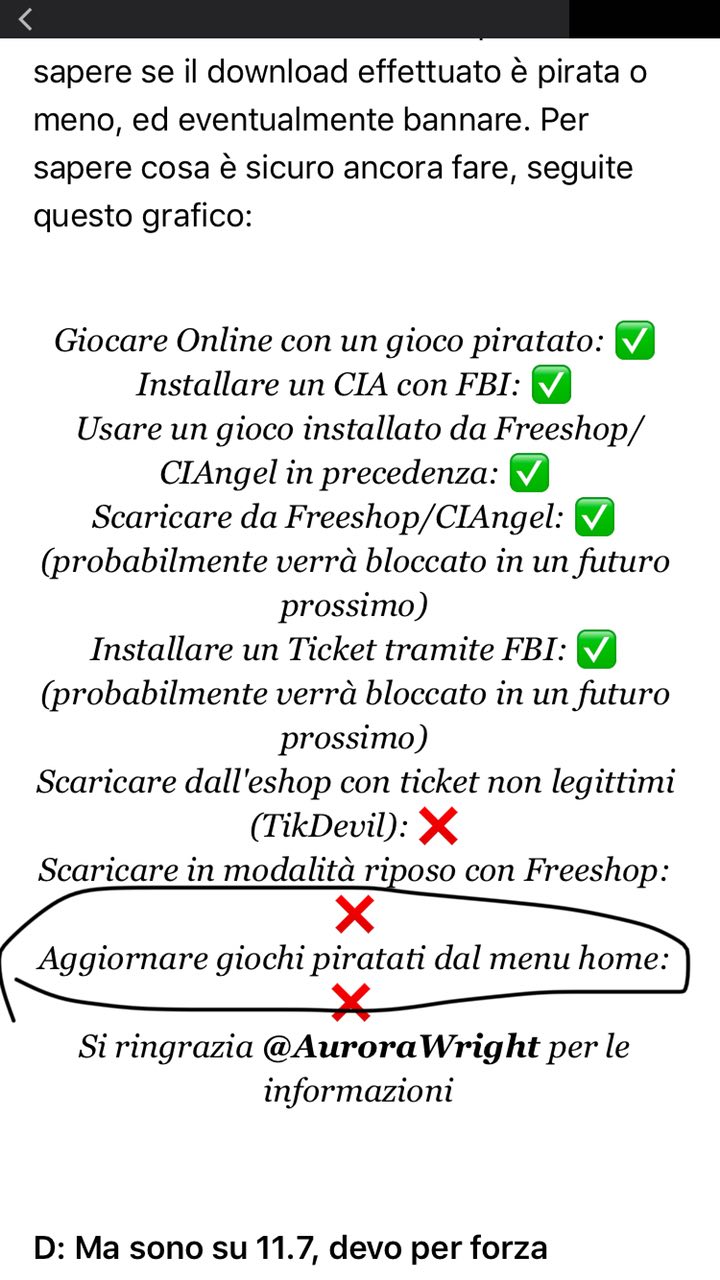 sapere se il download effettuato è pirata o
meno, ed eventualmente bannare. Per
sapere cosa è sicuro ancora fare, seguite
questo grafico:
Giocare Online con un gioco piratato: ✅
Installare un CIA con FBI: ✅
Usare un gioco installato da Freeshop/
CIAngel in precedenza: ✅
Scaricare da Freeshop/CIAngel: ✅
(probabilmente verrà bloccato in un futuro
prossimo)
Installare un Ticket tramite FBI: ✅
(probabilmente verrà bloccato in un futuro
prossimo)
Scaricare dall'eshop con ticket non legittimi
(TikDevil): ❌
Scaricare in modalità riposo con Freeshop:
❌
Aggiornare giochi piratati dal menu home:
❌
Si ringrazia @AuroraWright per le
informazioni
D: Ma sono su 11.7, devo per forza